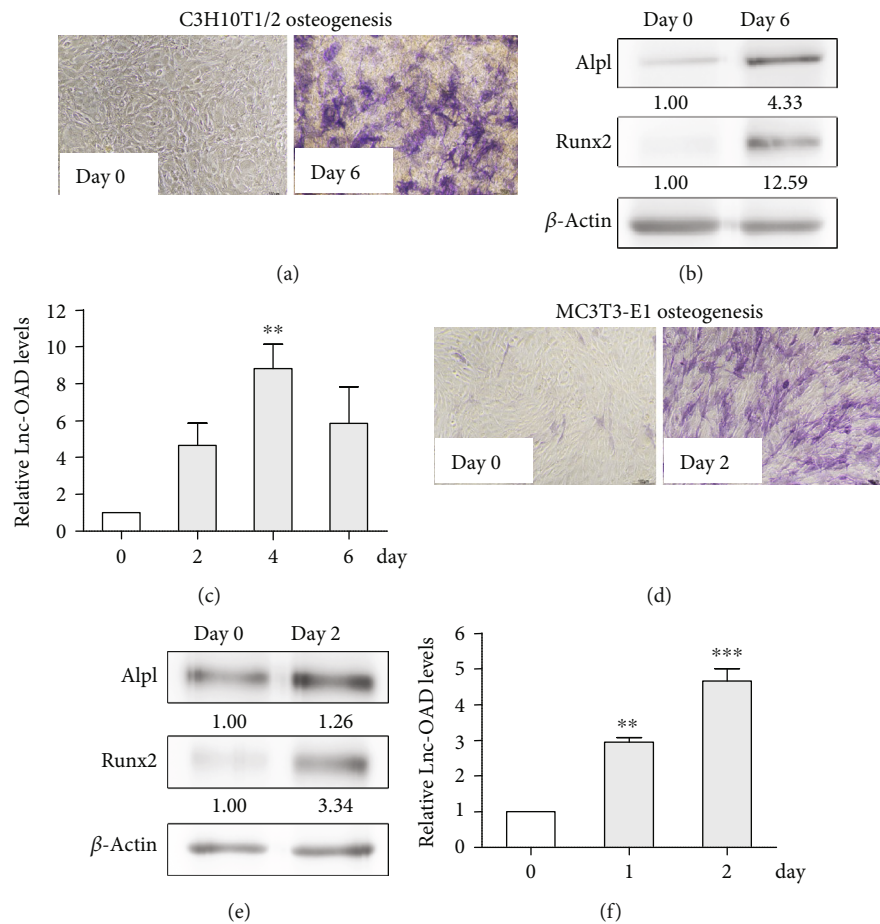 C3H10T1/2 osteogenesis
Day 0
Day 6
(a)
Day 0 Day 6
Alpl
1.00 4.33
Runx2
1.00 12.59
β-Actin
(b)
Relative Lnc-OAD levels
12
10
8
6
4
2
0
**
0 2 4 6 day
(c)
MC3T3-E1 osteogenesis
Day 0
Day 2
(d)
Day 0 Day 2
Alpl
1.00 1.26
Runx2
1.00 3.34
β-Actin
(e)
Relative Lnc-OAD levels
6
5
4
3
2
1
0
**
***
0 1 2 day
(f)